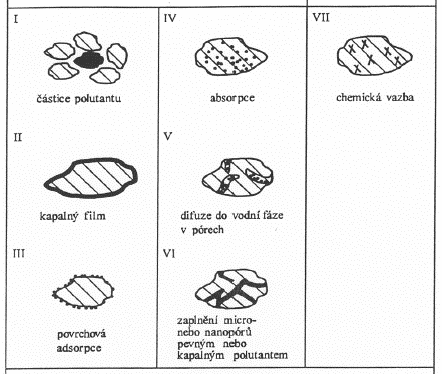 I
částice polutantu
II
kapalný film
III
povrchová
adsorpce
IV
absorpce
V
difuze do vodní fáze
v pórech
VI
zaplnění micro-
nebo nanopórů
pevným nebo
kapalným polutantem
VII
chemická vazba